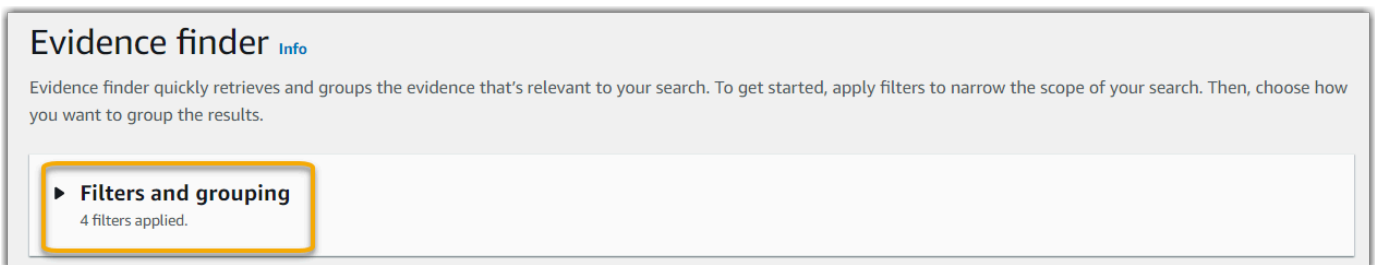 Evidence finder Info
Evidence finder quickly retrieves and groups the evidence that’s relevant to your search. To get started, apply filters to narrow the scope of your search. Then, choose how
you want to group the results.
Filters and grouping
4 filters applied.